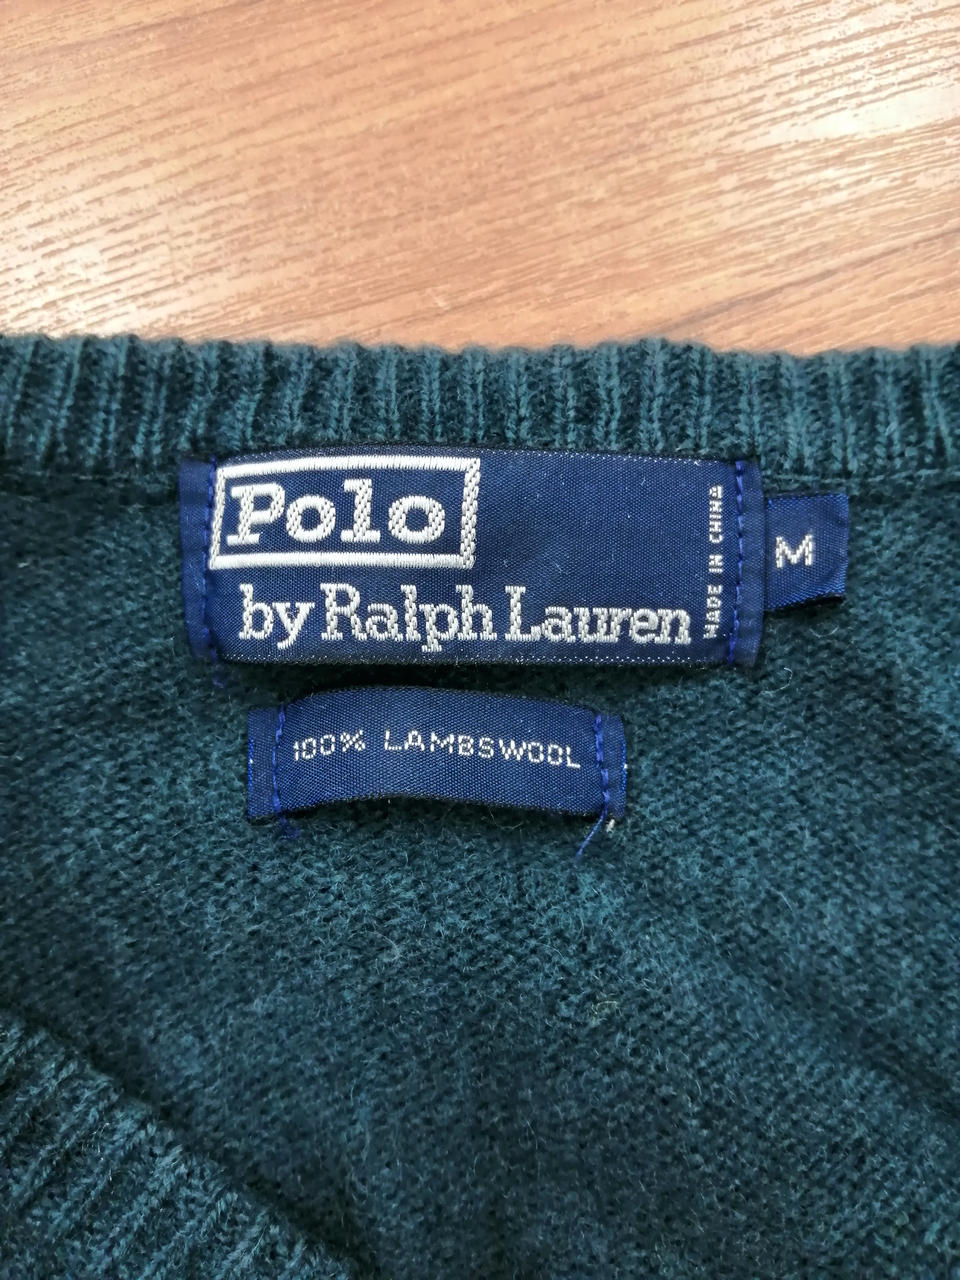 Polo
by Ralph Lauren
MADE IN CHINA
M
100% LAMBSWOOL